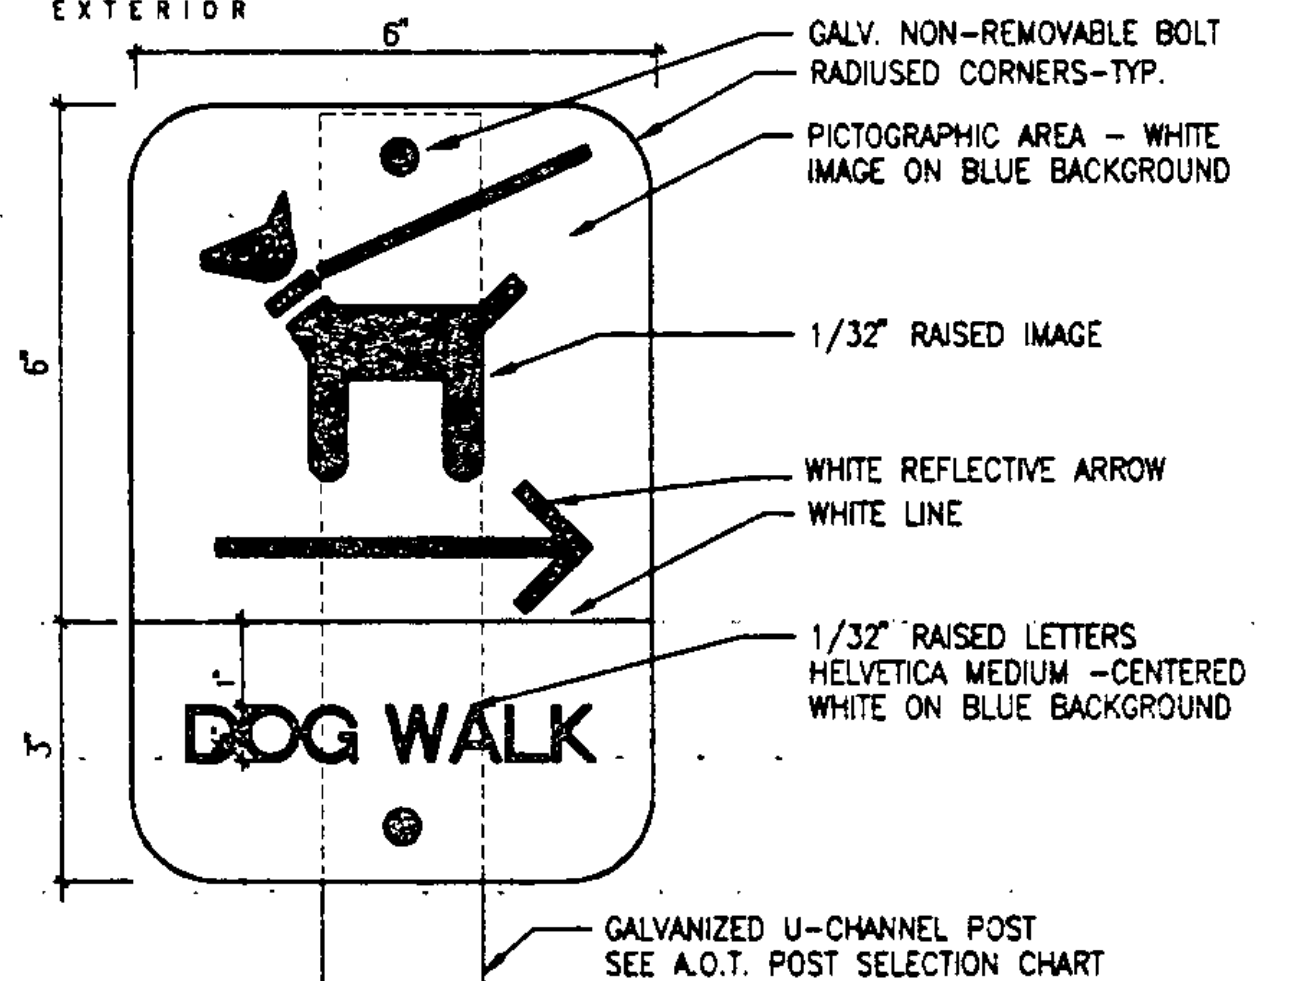 EXTERIOR
6"
GALV. NON-REMOVABLE BOLT
RADIUSED CORNERS-TYP.
PICTOGRAPHIC AREA - WHITE
IMAGE ON BLUE BACKGROUND
6"
1/32" RAISED IMAGE
WHITE REFLECTIVE ARROW
WHITE LINE
1/32" RAISED LETTERS
HELVETICA MEDIUM -CENTERED
WHITE ON BLUE BACKGROUND
1"
3"
DOG WALK
GALVANIZED U-CHANNEL POST
SEE A.O.T. POST SELECTION CHART